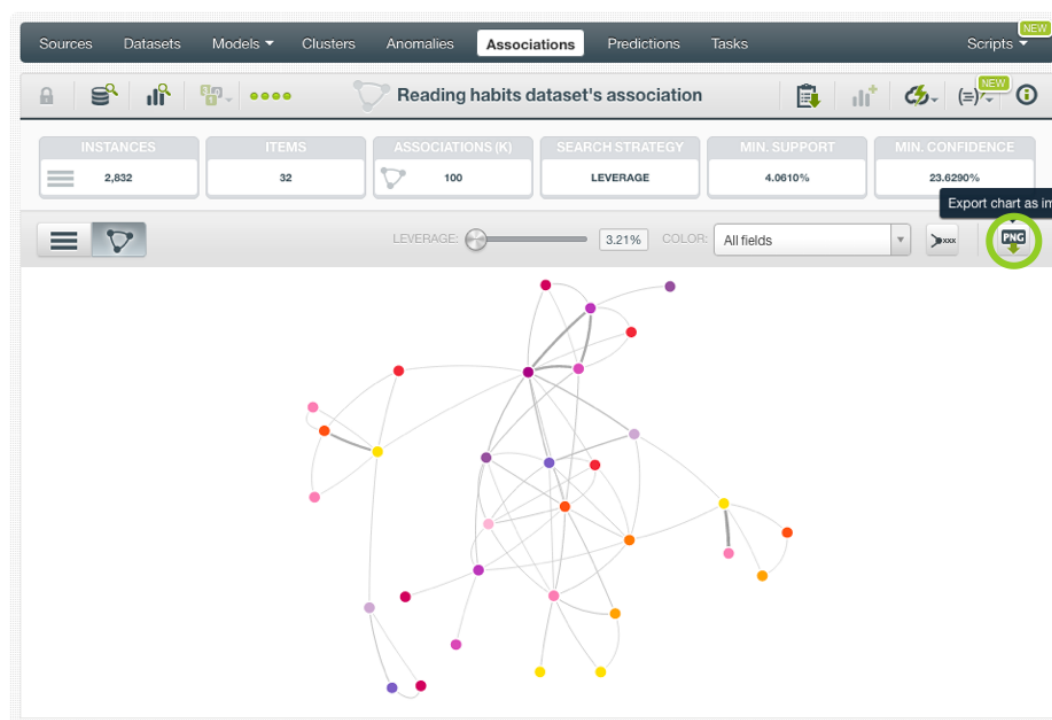 NEW
Sources Datasets Models Clusters Anomalies Associations Predictions Tasks Scripts
NEW
Reading habits dataset's association
INSTANCES ITEMS ASSOCIATIONS (K) SEARCH STRATEGY MIN. SUPPORT MIN. CONFIDENCE
2,832 32 100 LEVERAGE 4.0610% 23.6290%
Export chart as im
LEVERAGE: 3.21% COLOR: All fields xxx PNG